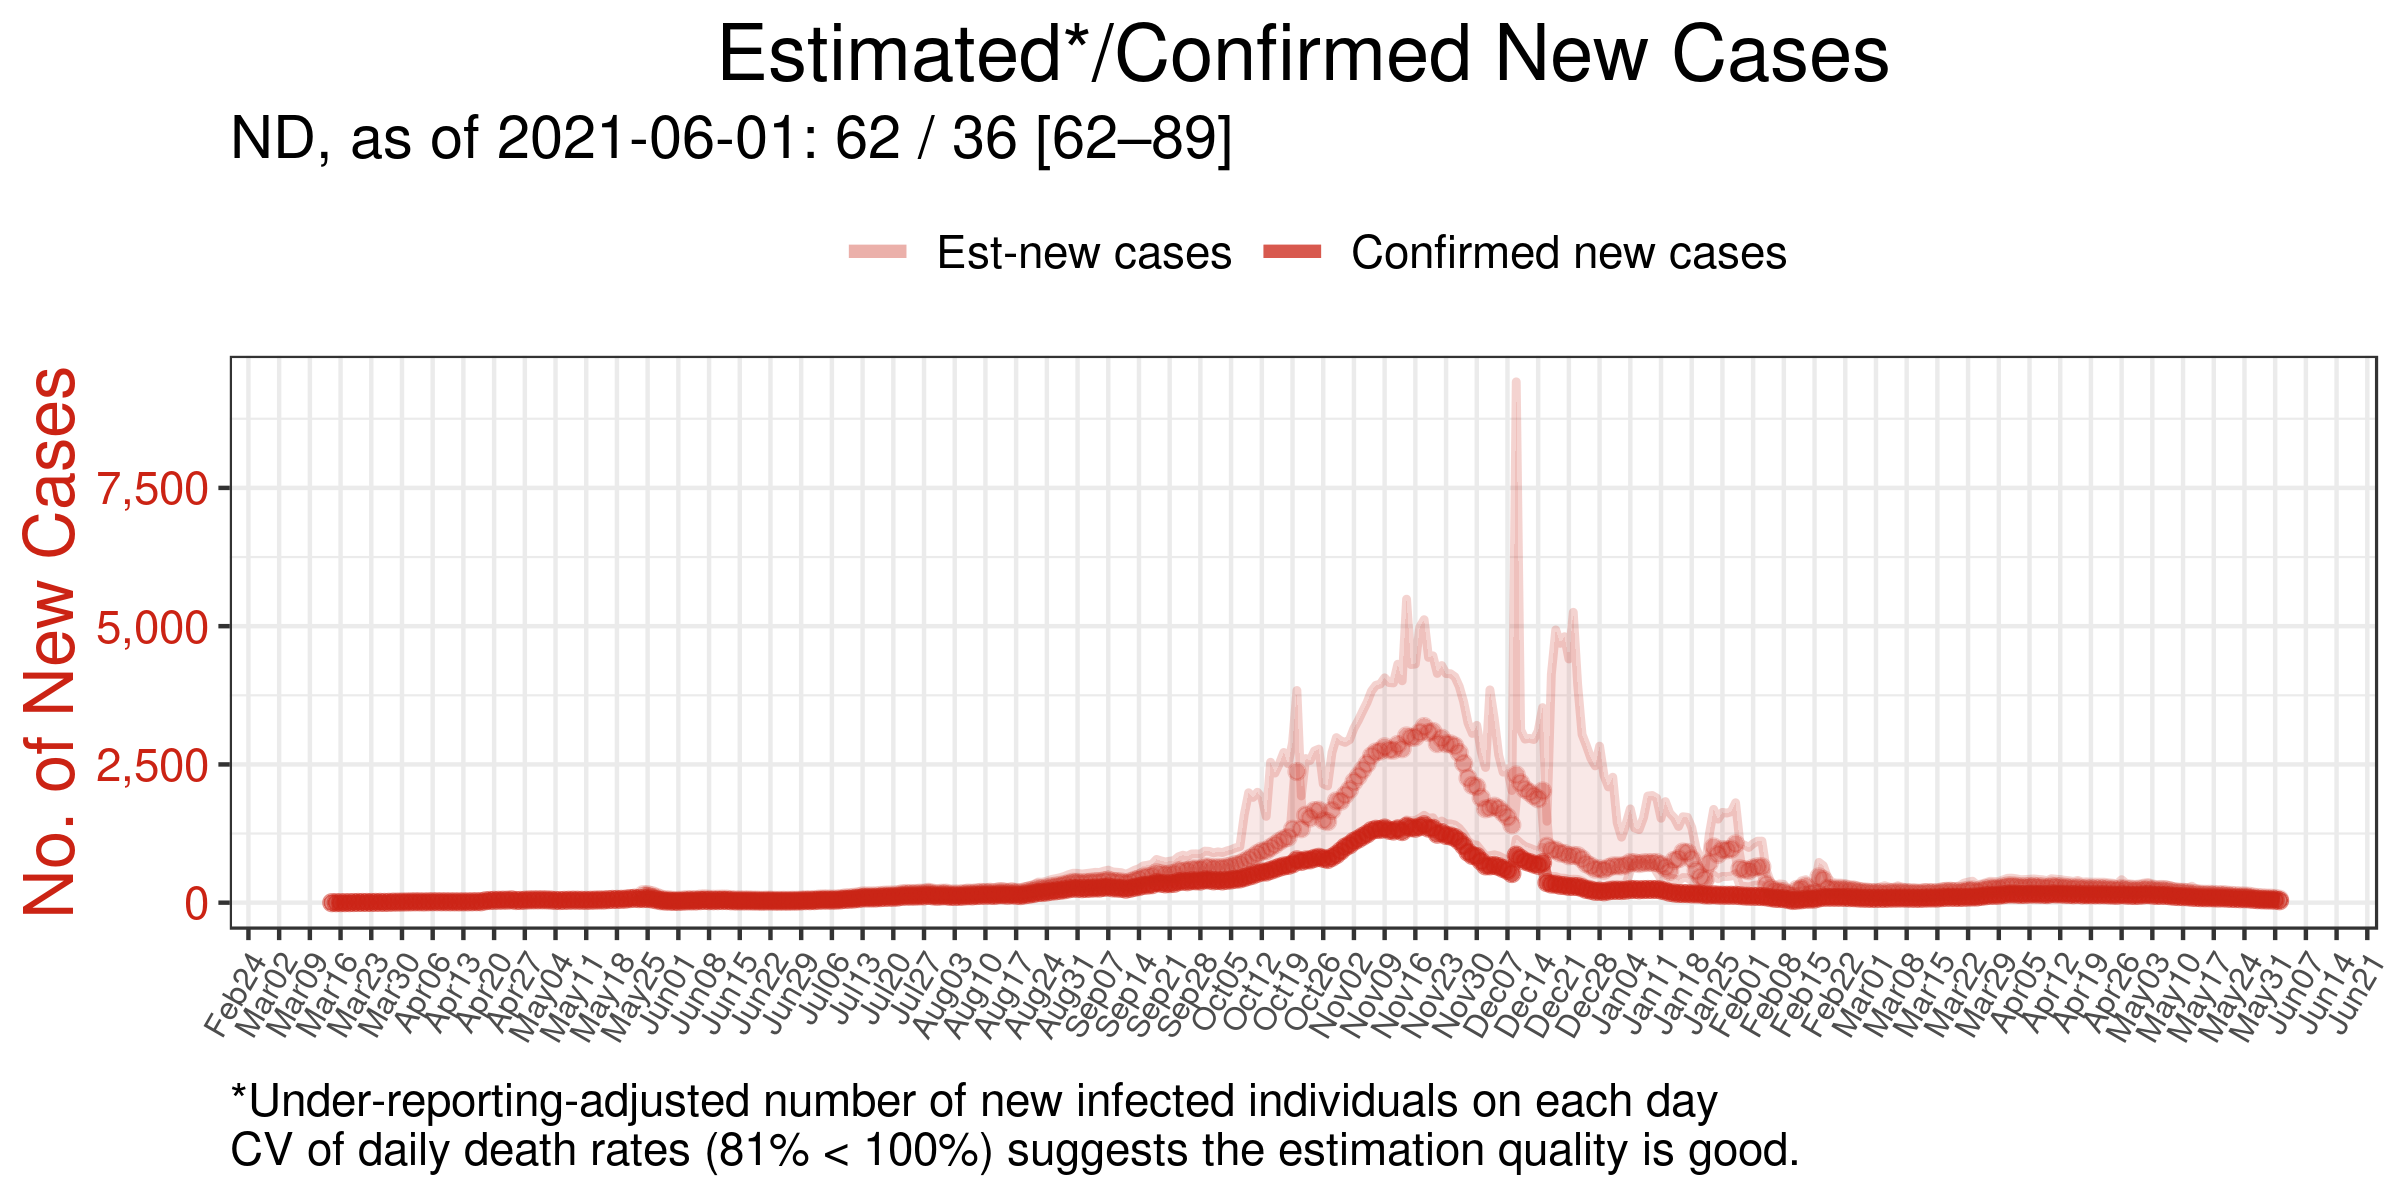 Estimated*/Confirmed New Cases
ND, as of 2021-06-01: 62 / 36 [62–89]
Est-new cases Confirmed new cases
No. of New Cases
7,500
5,000
2,500
0
Feb24 Mar02 Mar09 Mar16 Mar23 Mar30 Apr06 Apr13 Apr20 Apr27 May04 May11 May18 May25 Jun01 Jun08 Jun15 Jun22 Jun29 Jul06 Jul13 Jul20 Jul27 Aug03 Aug10 Aug17 Aug24 Aug31 Sep07 Sep14 Sep21 Sep28 Oct05 Oct12 Oct19 Oct26 Nov02 Nov09 Nov16 Nov23 Nov30 Dec07 Dec14 Dec21 Dec28 Jan04 Jan11 Jan18 Jan25 Feb01 Feb08 Feb15 Feb22 Mar01 Mar08 Mar15 Mar22 Mar29 Apr05 Apr12 Apr19 Apr26 May03 May10 May17 May24 May31 Jun07 Jun14 Jun21
*Under-reporting-adjusted number of new infected individuals on each day
CV of daily death rates (81% < 100%) suggests the estimation quality is good.